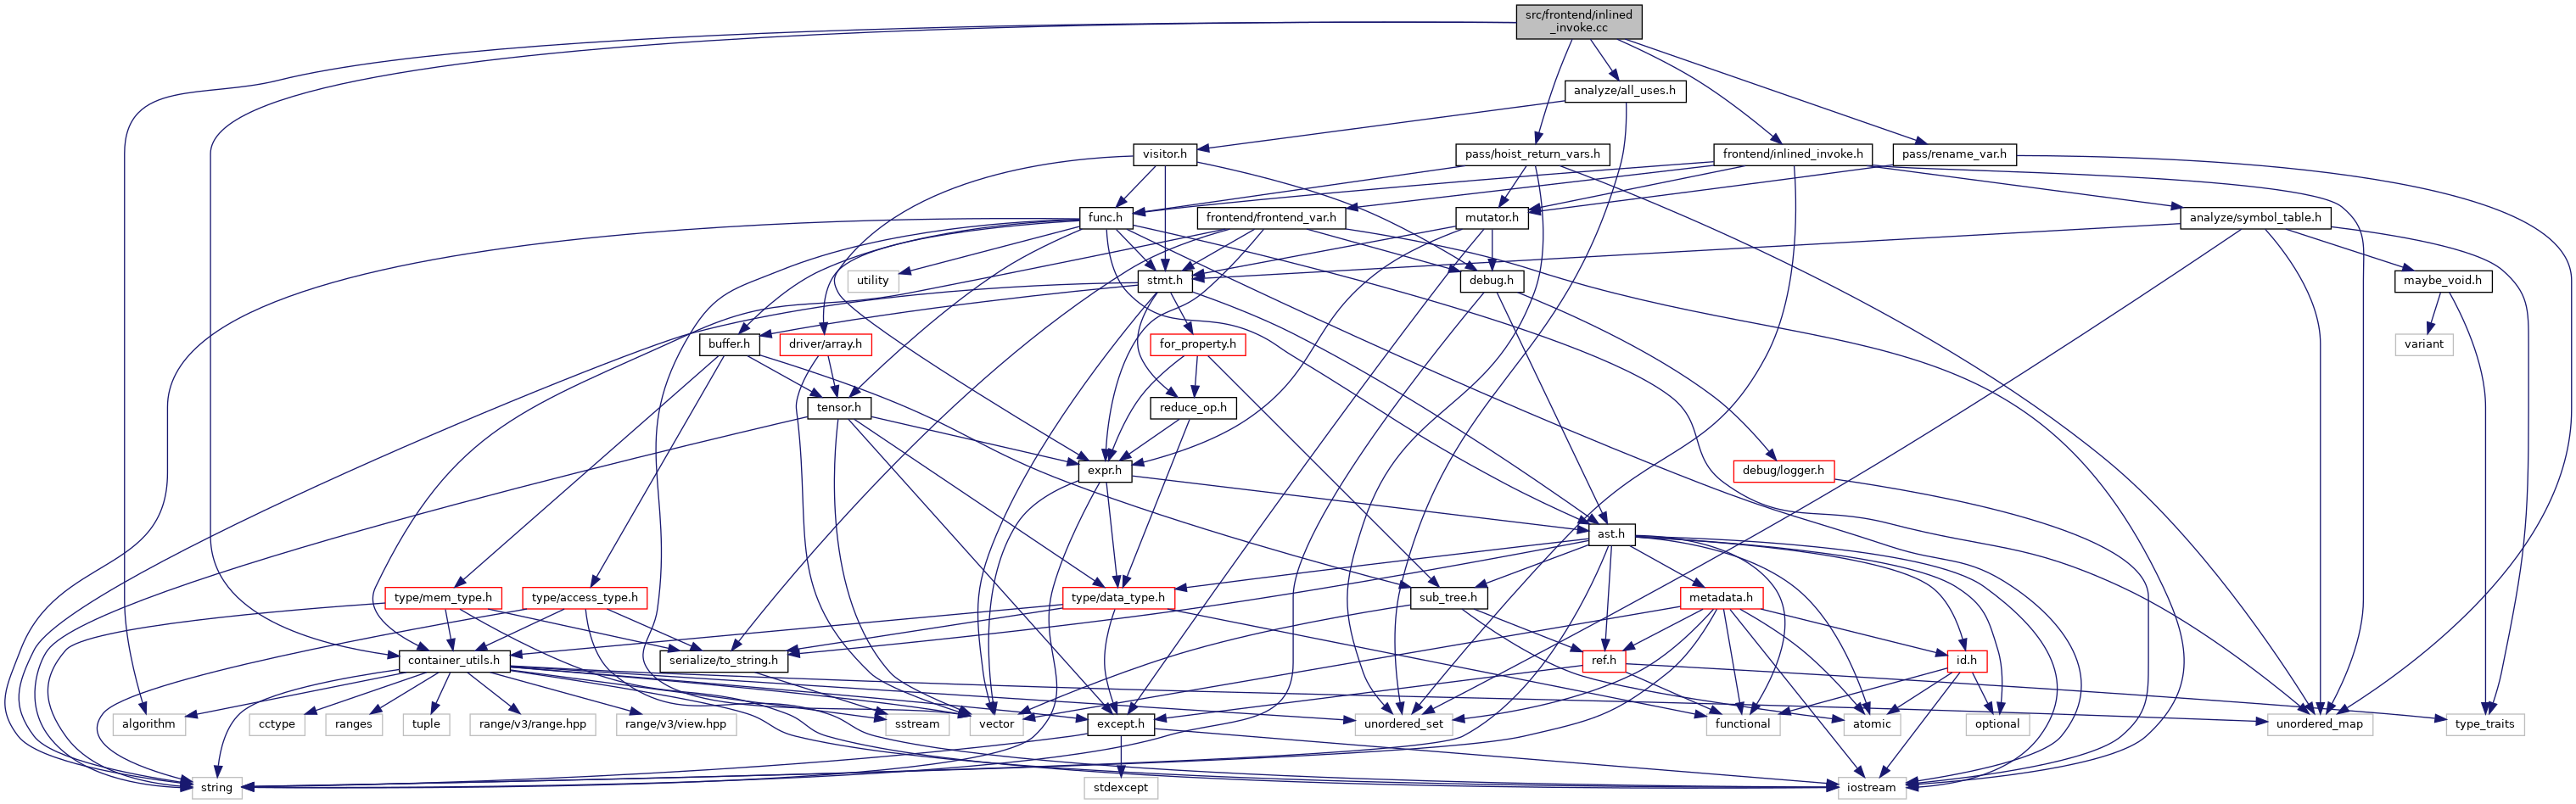 src/frontend/inlined
_invoke.cc
analyze/all_uses.h
visitor.h
pass/hoist_return_vars.h
frontend/inlined_invoke.h
pass/rename_var.h
func.h
frontend/frontend_var.h
mutator.h
analyze/symbol_table.h
utility
stmt.h
debug.h
maybe_void.h
buffer.h
driver/array.h
for_property.h
variant
tensor.h
reduce_op.h
expr.h
debug/logger.h
ast.h
type/mem_type.h
type/access_type.h
type/data_type.h
sub_tree.h
metadata.h
container_utils.h
serialize/to_string.h
ref.h
id.h
algorithm
cctype
ranges
tuple
range/v3/range.hpp
range/v3/view.hpp
sstream
vector
except.h
unordered_set
functional
atomic
optional
unordered_map
type_traits
string
stdexcept
iostream